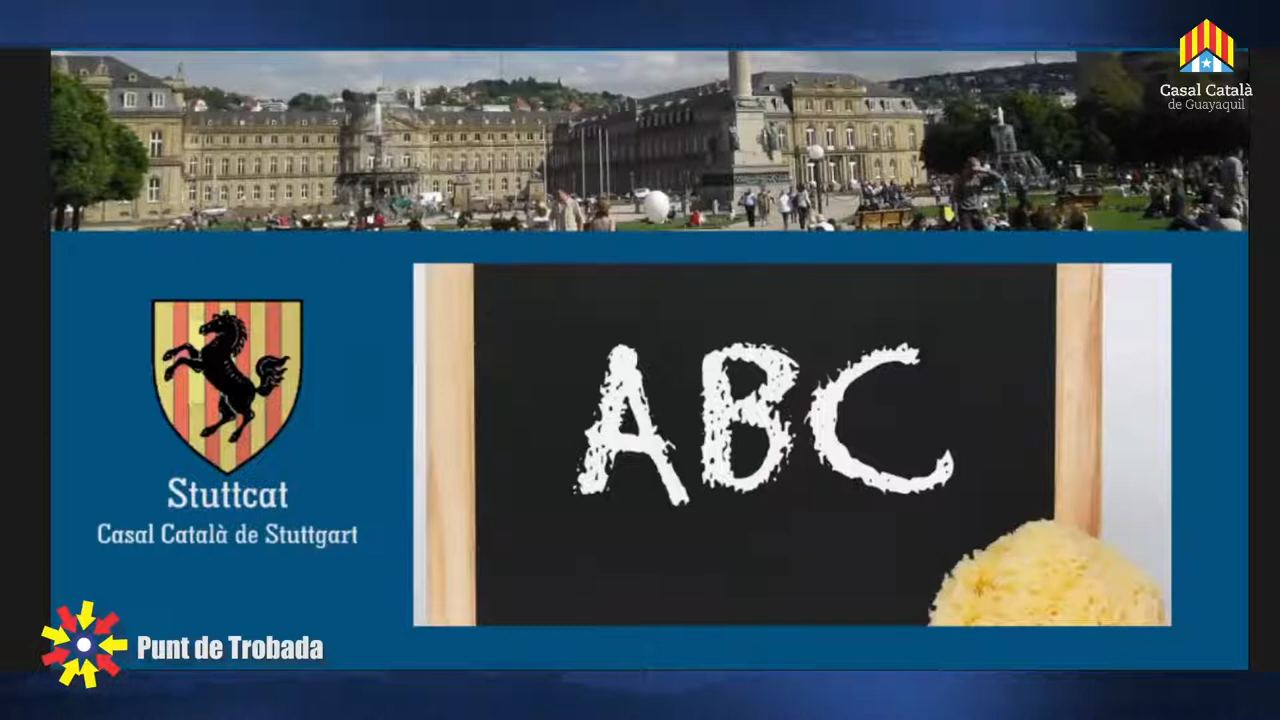 Casal Català
de Guayaquil
ABC
Stuttcat
Casal Català de Stuttgart
Punt de Trobada